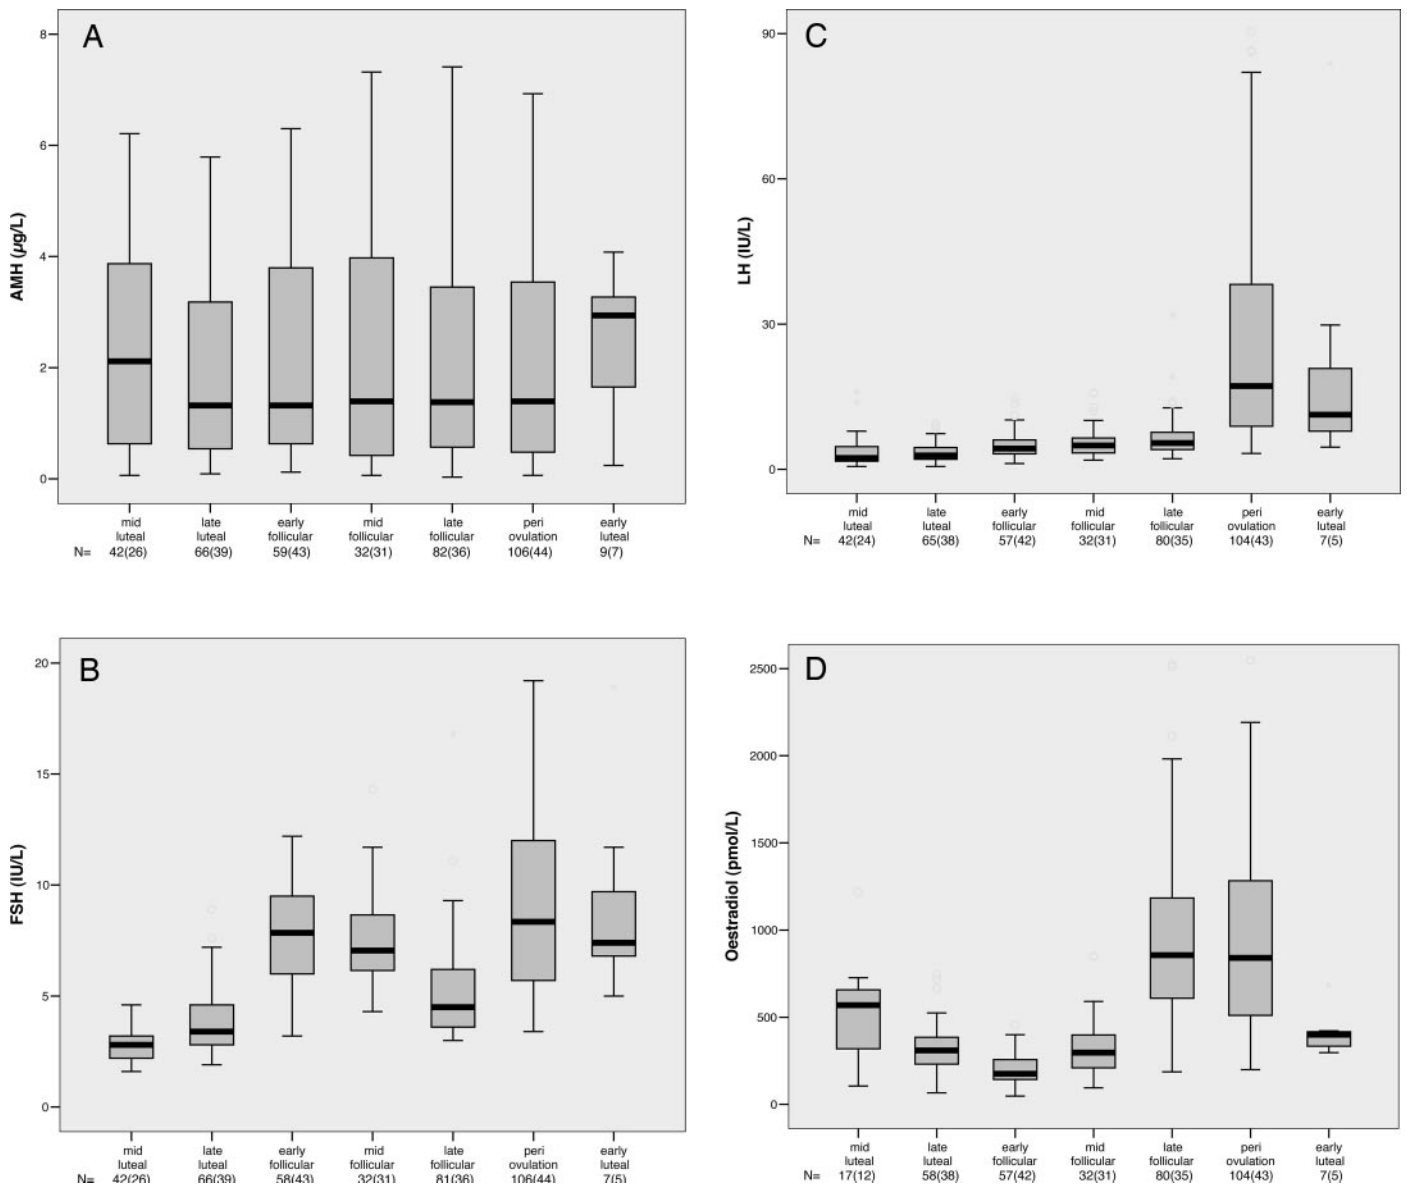 A
8
6
4
2
0
AMH (µg/L)
mid luteal late luteal early follicular mid follicular late follicular peri ovulation early luteal
N= 42(26) 66(39) 59(43) 32(31) 82(36) 106(44) 9(7)
C
90
60
30
0
LH (IU/L)
mid luteal late luteal early follicular mid follicular late follicular peri ovulation early luteal
N= 42(24) 65(38) 57(42) 32(31) 80(35) 104(43) 7(5)
B
20
15
10
5
0
FSH (IU/L)
mid luteal late luteal early follicular mid follicular late follicular peri ovulation early luteal
N= 42(26) 66(39) 58(43) 32(31) 81(36) 106(44) 7(5)
D
2500
2000
1500
1000
500
0
Oestradiol (pmol/L)
mid luteal late luteal early follicular mid follicular late follicular peri ovulation early luteal
N= 17(12) 58(38) 57(42) 32(31) 80(35) 104(43) 7(5)